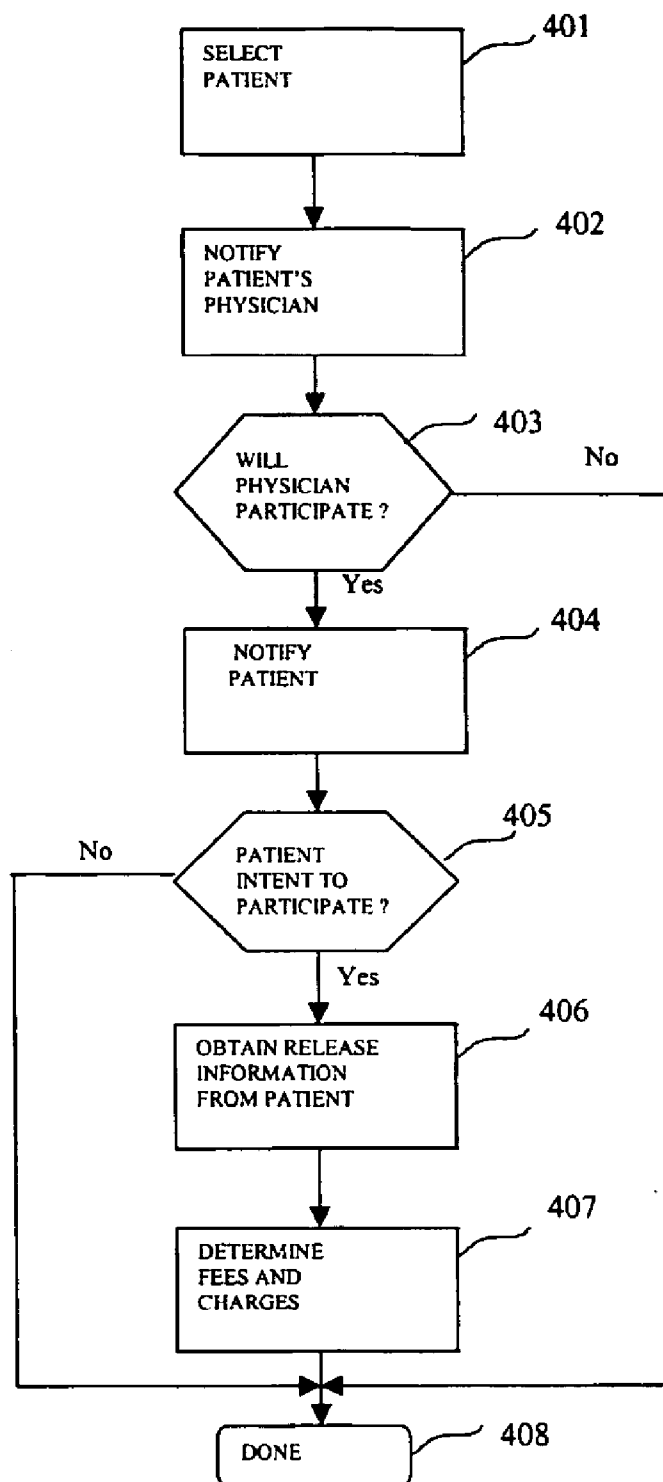 401
SELECT
PATIENT
402
NOTIFY
PATIENT'S
PHYSICIAN
403
WILL
PHYSICIAN
PARTICIPATE ?
No
Yes
404
NOTIFY
PATIENT
405
No
PATIENT
INTENT TO
PARTICIPATE ?
Yes
406
OBTAIN RELEASE
INFORMATION
FROM PATIENT
407
DETERMINE
FEES AND
CHARGES
DONE
408